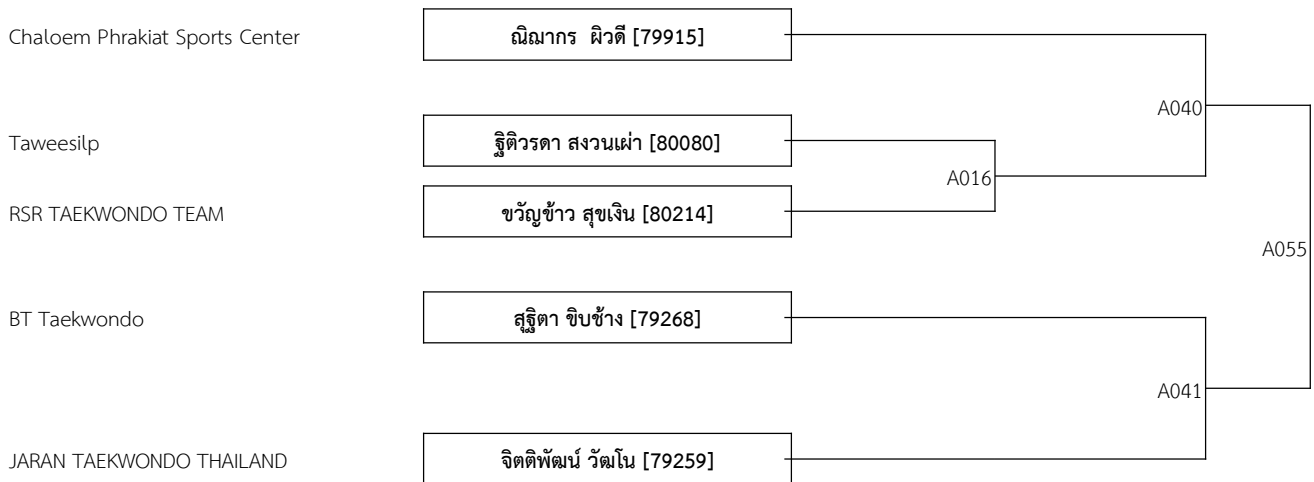 Chaloem Phrakiat Sports Center ณิฌากร ผิวดี [79915]
A040
Taweesilp ฐิติวรดา สงวนเผ่า [80080]
A016
RSR TAEKWONDO TEAM ขวัญข้าว สุขเงิน [80214]
A055
BT Taekwondo สุฐิตา ขิบช้าง [79268]
A041
JARAN TAEKWONDO THAILAND จิตติพัฒน์ วัฒโน [79259]